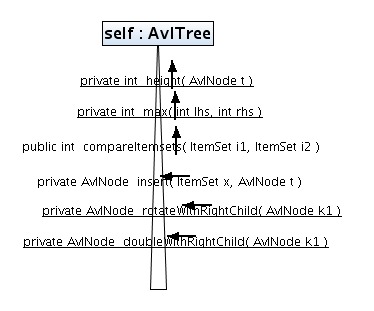 self : AvlTree
private int height( AvlNode t )
private int max( int lhs, int rhs )
public int compareItemsets( ItemSet i1, ItemSet i2 )
private AvlNode insert( ItemSet x, AvlNode t )
private AvlNode rotateWithRightChild( AvlNode k1 )
private AvlNode doubleWithRightChild( AvlNode k1 )